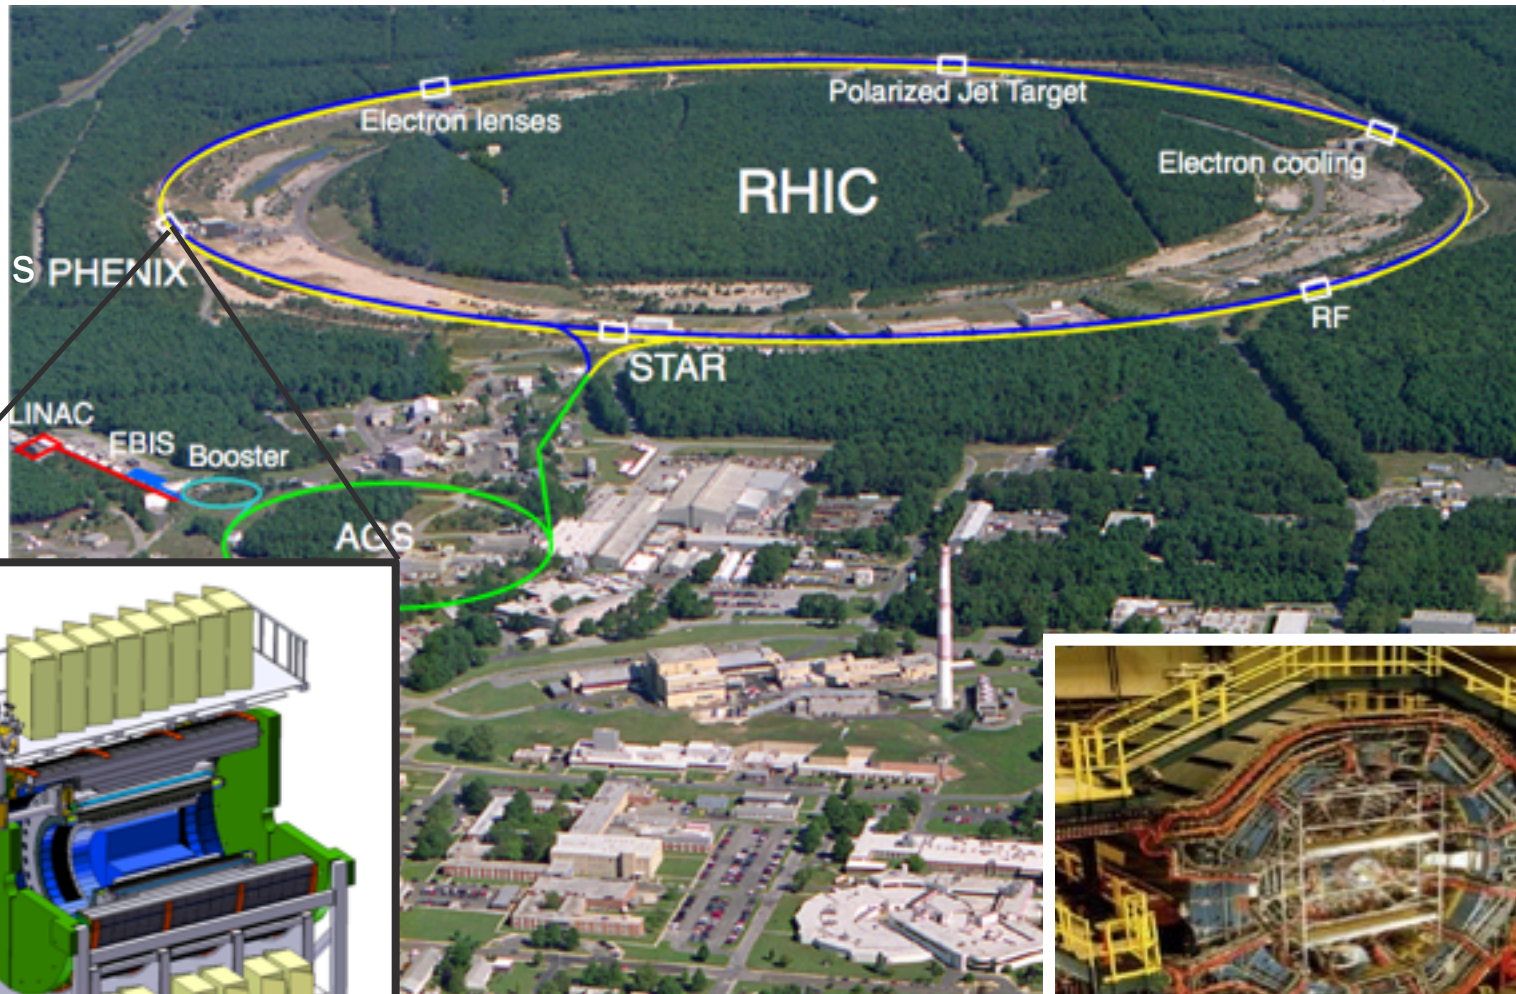 Polarized Jet Target
Electron lenses
Electron cooling
RHIC
S PHENIX
RF
STAR
LINAC
EBIS
Booster
AGS